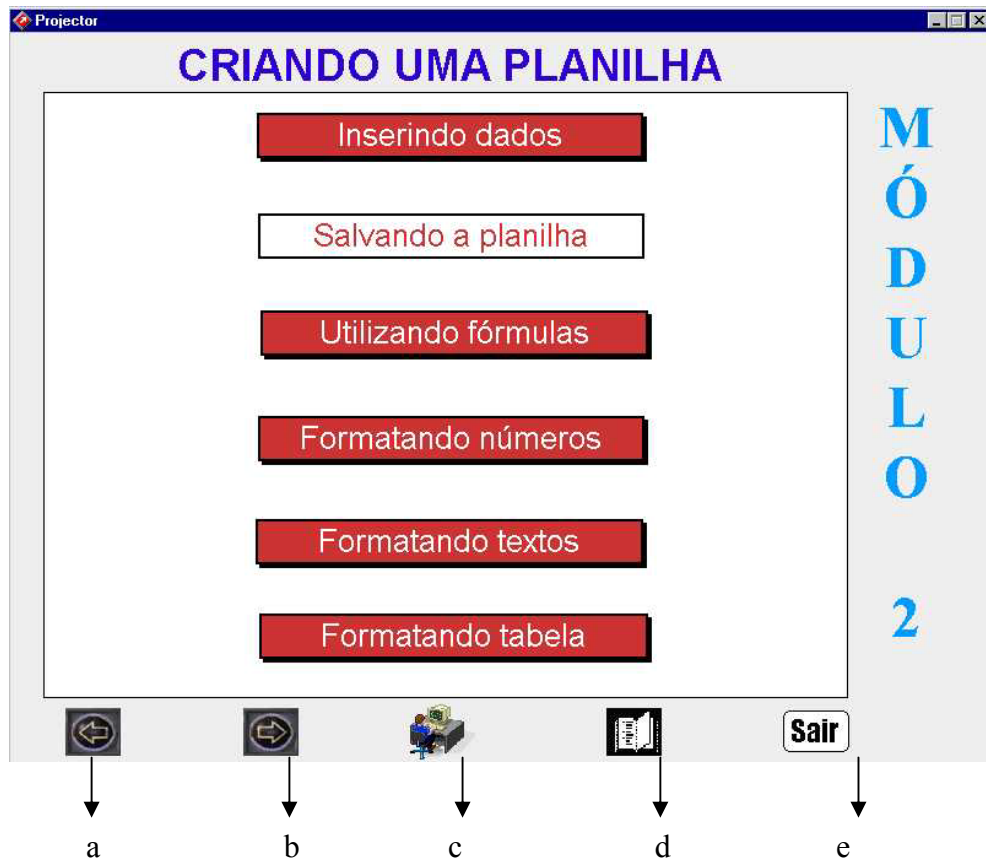 Projector
CRIANDO UMA PLANILHA
Inserindo dados
Salvando a planilha
Utilizando fórmulas
Formatando números
Formatando textos
Formatando tabela
M
Ó
D
U
L
O
2
Sair
a b c d e